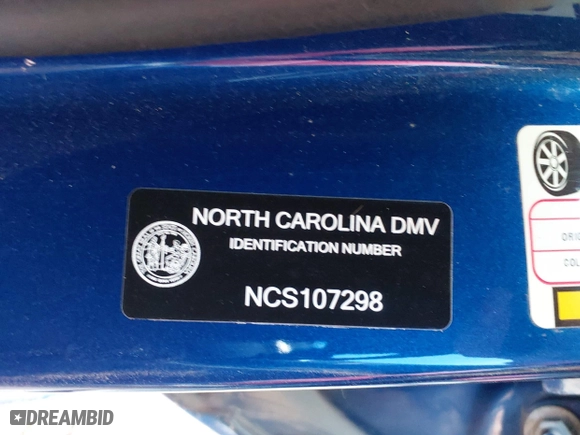 NORTH CAROLINA DMV
IDENTIFICATION NUMBER
NCS107298
DREAMBID